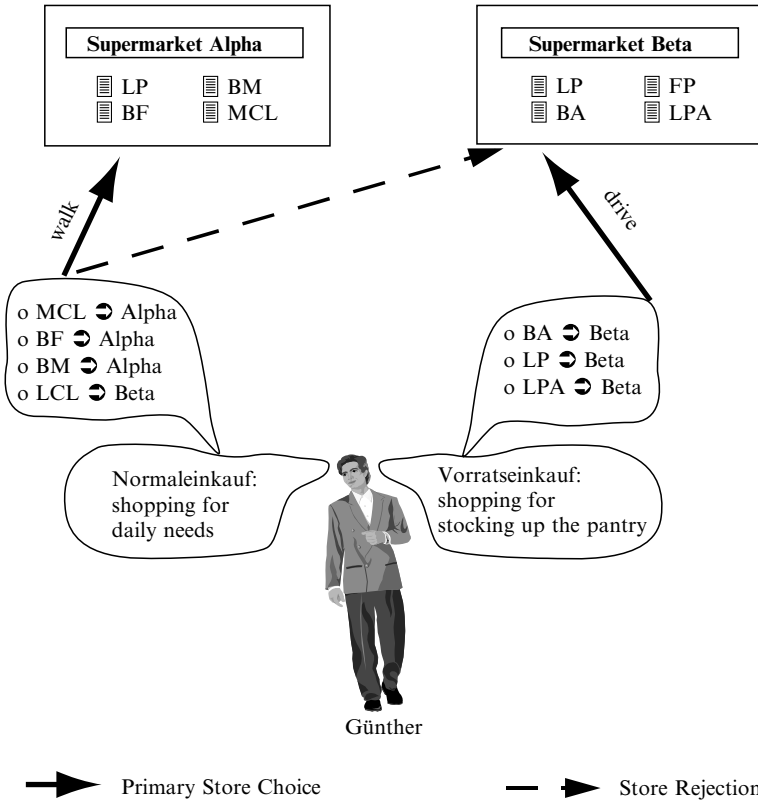 Supermarket Alpha
LP BM
BF MCL
Supermarket Beta
LP FP
BA LPA
walk
drive
o MCL ➲ Alpha
o BF ➲ Alpha
o BM ➲ Alpha
o LCL ➲ Beta
o BA ➲ Beta
o LP ➲ Beta
o LPA ➲ Beta
Normaleinkauf:
shopping for
daily needs
Vorratseinkauf:
shopping for
stocking up the pantry
Günther
Primary Store Choice
Store Rejection